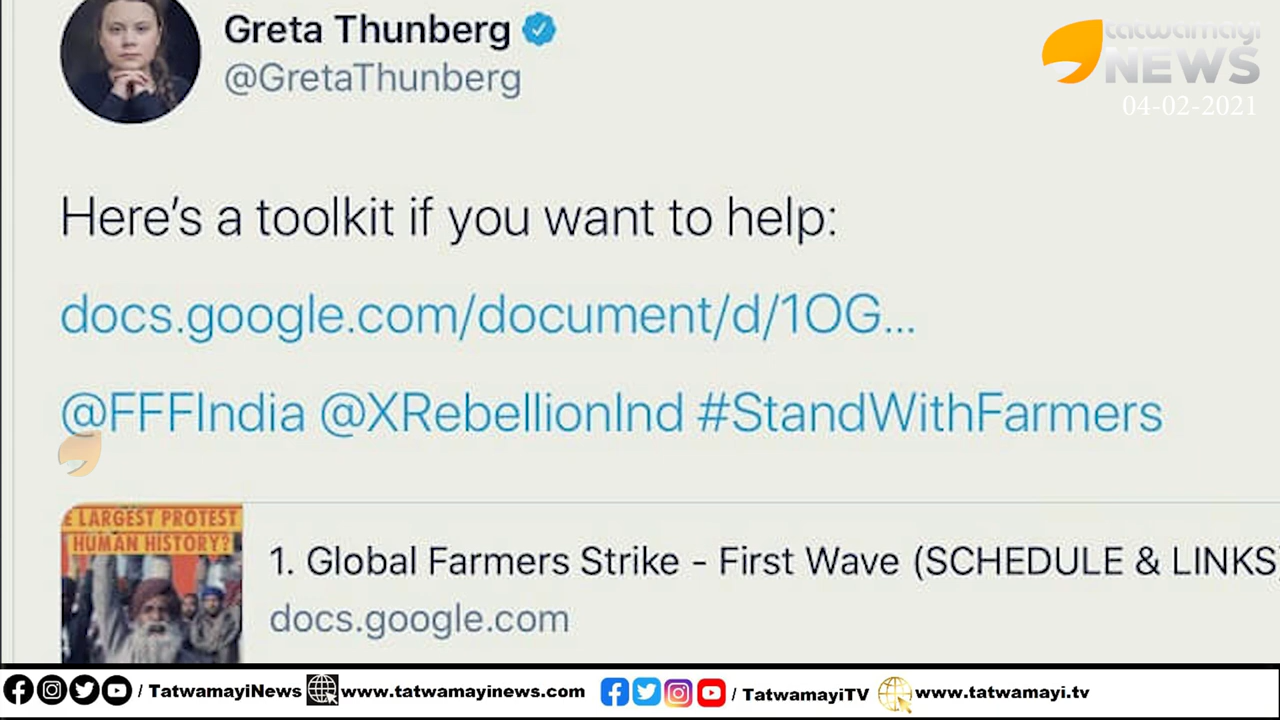 Greta Thunberg
@GretaThunberg
tatwamayi
NEWS
04-02-2021
Here's a toolkit if you want to help:
docs.google.com/document/d/1OG...
@FFFIndia @XRebellionInd #StandWithFarmers
E LARGEST PROTEST
HUMAN HISTORY?
1. Global Farmers Strike - First Wave (SCHEDULE & LINKS)
docs.google.com
/ TatwamayiNews www.tatwamayinews.com / TatwamayiTV www.tatwamayi.tv